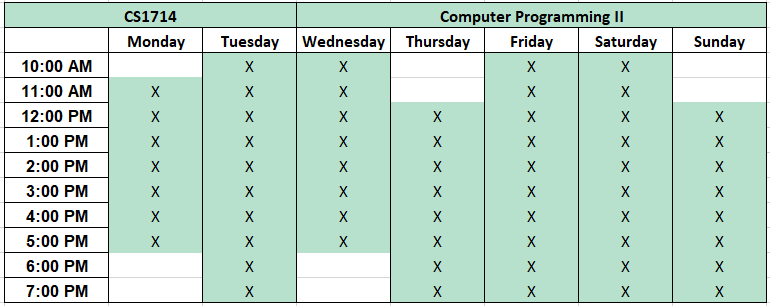 CS1714 Computer Programming II
Monday Tuesday Wednesday Thursday Friday Saturday Sunday
10:00 AM X X X X
11:00 AM X X X X X
12:00 PM X X X X X X X
1:00 PM X X X X X X X
2:00 PM X X X X X X X
3:00 PM X X X X X X X
4:00 PM X X X X X X X
5:00 PM X X X X X X X
6:00 PM X X X X X
7:00 PM X X X X X